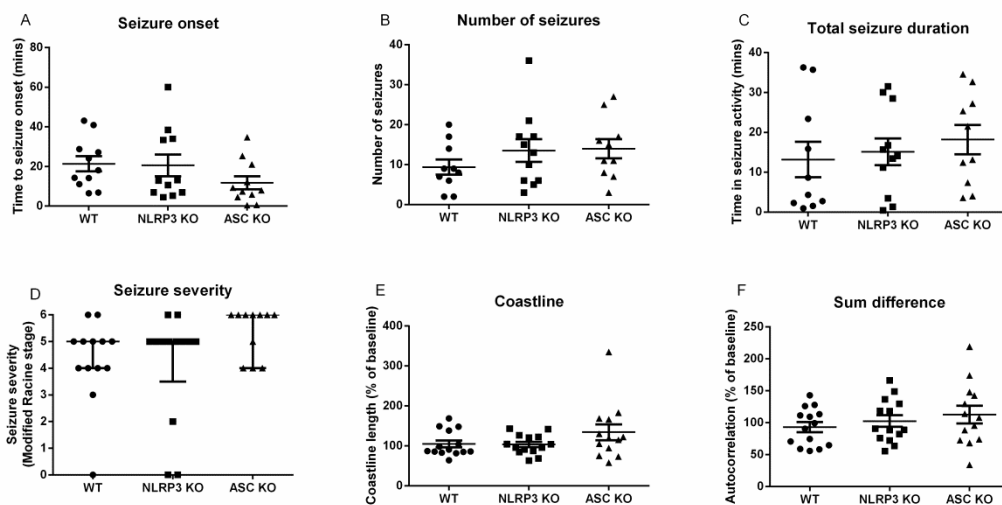 A
Seizure onset
Time to seizure onset (mins)
80
60
40
20
0
WT
NLRP3 KO
ASC KO
B
Number of seizures
Number of seizures
40
30
20
10
0
WT
NLRP3 KO
ASC KO
C
Total seizure duration
Time in seizure activity (mins)
40
30
20
10
0
WT
NLRP3 KO
ASC KO
D
Seizure severity
Seizure severity
(Modified Racine stage)
6
5
4
3
2
1
0
WT
NLRP3 KO
ASC KO
E
Coastline
Coastline length (% of baseline)
400
300
200
100
0
WT
NLRP3 KO
ASC KO
F
Sum difference
Autocorrelation (% of baseline)
250
200
150
100
50
0
WT
NLRP3 KO
ASC KO